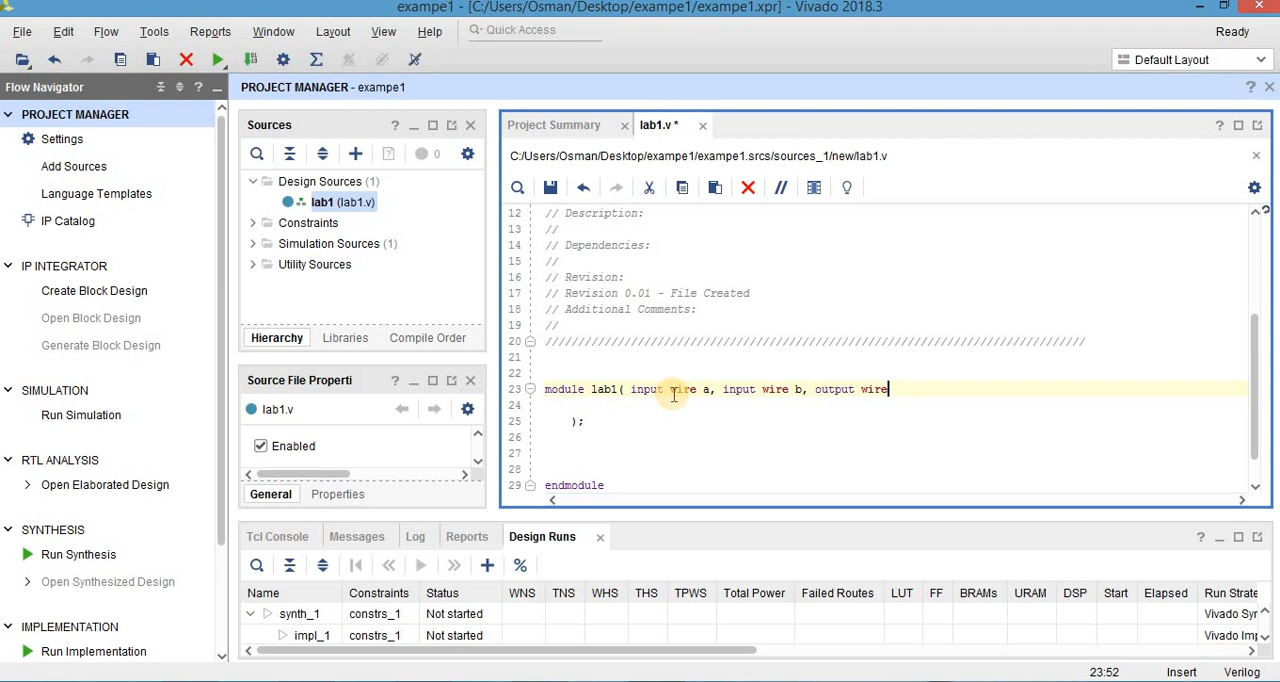 exampe1 - [C:/Users/Osman/Desktop/exampe1/exampe1.xpr] - Vivado 2018.3
File Edit Flow Tools Reports Window Layout View Help Quick Access Ready
Default Layout
Flow Navigator
PROJECT MANAGER
Settings
Add Sources
Language Templates
IP Catalog
IP INTEGRATOR
Create Block Design
Open Block Design
Generate Block Design
SIMULATION
Run Simulation
RTL ANALYSIS
Open Elaborated Design
SYNTHESIS
Run Synthesis
Open Synthesized Design
IMPLEMENTATION
Run Implementation
PROJECT MANAGER - exampe1
Sources
0
Design Sources (1)
lab1 (lab1.v)
Constraints
Simulation Sources (1)
Utility Sources
Hierarchy Libraries Compile Order
Source File Properti
lab1.v
Enabled
General Properties
Project Summary lab1.v *
C:/Users/Osman/Desktop/exampe1/exampe1.srcs/sources_1/new/lab1.v
12 // Description:
13 //
14 // Dependencies:
15 //
16 // Revision:
17 // Revision 0.01 - File Created
18 // Additional Comments:
19 //
20 //////////////////////////////////////////////////////////////////////////////////
21
22
23 module lab1( input wire a, input wire b, output wire
24
25 );
26
27
28
29 endmodule
Tcl Console Messages Log Reports Design Runs
Name Constraints Status WNS TNS WHS THS TPWS Total Power Failed Routes LUT FF BRAMs URAM DSP Start Elapsed Run Strate
synth_1 constrs_1 Not started Vivado Syr
impl_1 constrs_1 Not started Vivado Imp
23:52 Insert Verilog